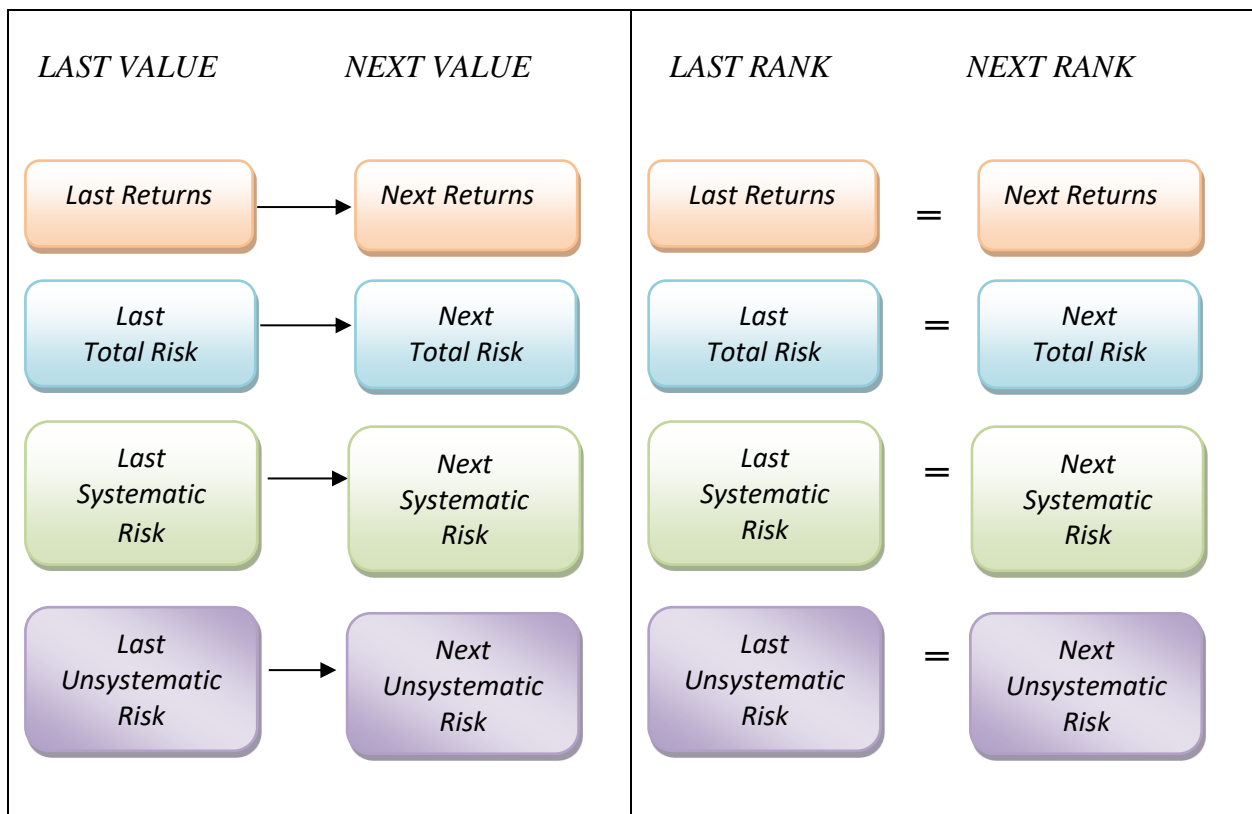 LAST VALUE NEXT VALUE
Last Returns Next Returns
Last
Total Risk
Next
Total Risk
Last
Systematic
Risk
Next
Systematic
Risk
Last
Unsystematic
Risk
Next
Unsystematic
Risk
LAST RANK NEXT RANK
Last Returns = Next Returns
Last
Total Risk
=
Next
Total Risk
Last
Systematic
Risk
=
Next
Systematic
Risk
Last
Unsystematic
Risk
=
Next
Unsystematic
Risk